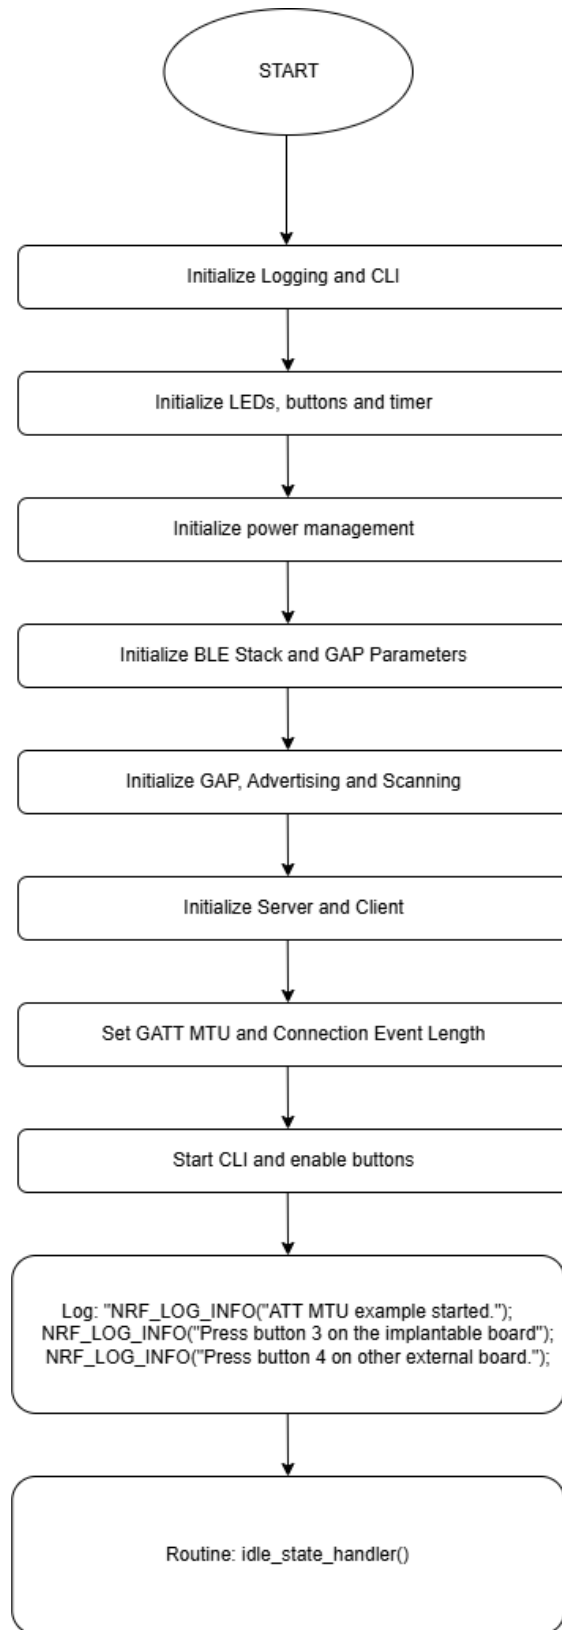 START
Initialize Logging and CLI
Initialize LEDs, buttons and timer
Initialize power management
Initialize BLE Stack and GAP Parameters
Initialize GAP, Advertising and Scanning
Initialize Server and Client
Set GATT MTU and Connection Event Length
Start CLI and enable buttons
Log: "NRF_LOG_INFO("ATT MTU example started.");
NRF_LOG_INFO("Press button 3 on the implantable board");
NRF_LOG_INFO("Press button 4 on other external board.");
Routine: idle_state_handler()